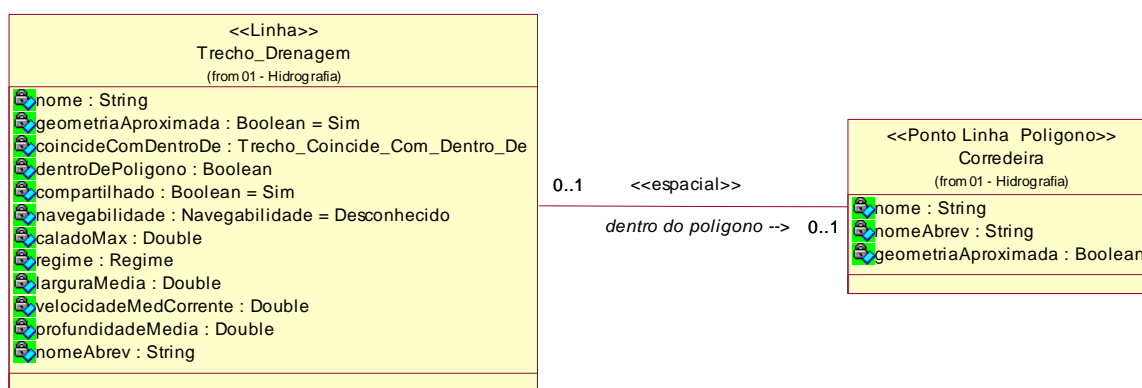 <<Linha>>
Trecho_Drenagem
(from 01 - Hidrografia)
nome : String
geometriaAproximada : Boolean = Sim
coincideComDentroDe : Trecho_Coincide_Com_Dentro_De
dentroDePoligono : Boolean
compartilhado : Boolean = Sim
navegabilidade : Navegabilidade = Desconhecido
caladoMax : Double
regime : Regime
larguraMedia : Double
velocidadeMedCorrente : Double
profundidadeMedia : Double
nomeAbrev : String
0..1 <<espacial>>
dentro do poligono --> 0..1
<<Ponto Linha Poligono>>
Corredeira
(from 01 - Hidrografia)
nome : String
nomeAbrev : String
geometriaAproximada : Boolean